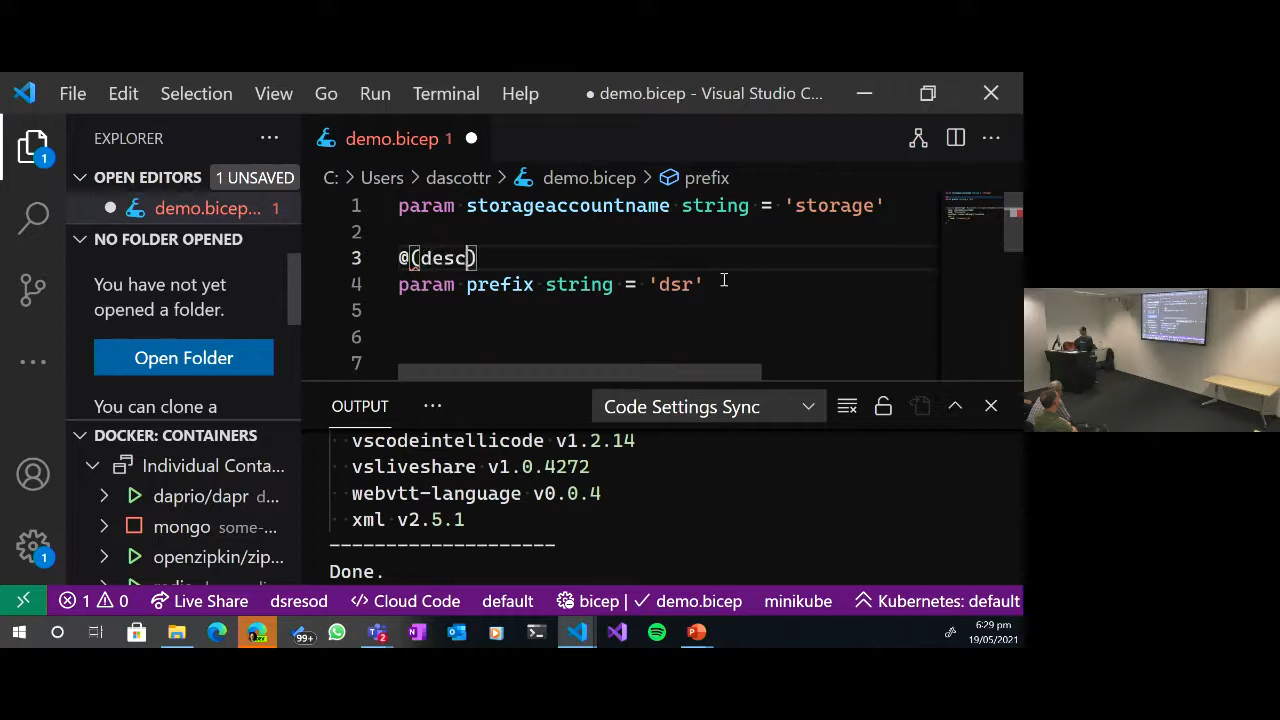 File Edit Selection View Go Run Terminal Help ● demo.bicep - Visual Studio C...
EXPLORER ...
demo.bicep 1 ●
OPEN EDITORS 1 UNSAVED
● demo.bicep... 1
NO FOLDER OPENED
You have not yet
opened a folder.
Open Folder
You can clone a
DOCKER: CONTAINERS
Individual Conta...
daprio/dapr d...
mongo some-...
openzipkin/zip...
C: > Users > dascottr > demo.bicep > prefix
1 param storageaccountname string = 'storage'
2
3 @(desc)
4 param prefix string = 'dsr'
5
6
7
OUTPUT ... Code Settings Sync
vscodeintellicode v1.2.14
vsliveshare v1.0.4272
webvtt-language v0.0.4
xml v2.5.1
--------------------
Done.
1 0 Live Share dsresod Cloud Code default bicep | ✓ demo.bicep minikube Kubernetes: default
1
1
99+
2
6:29 pm
19/05/2021